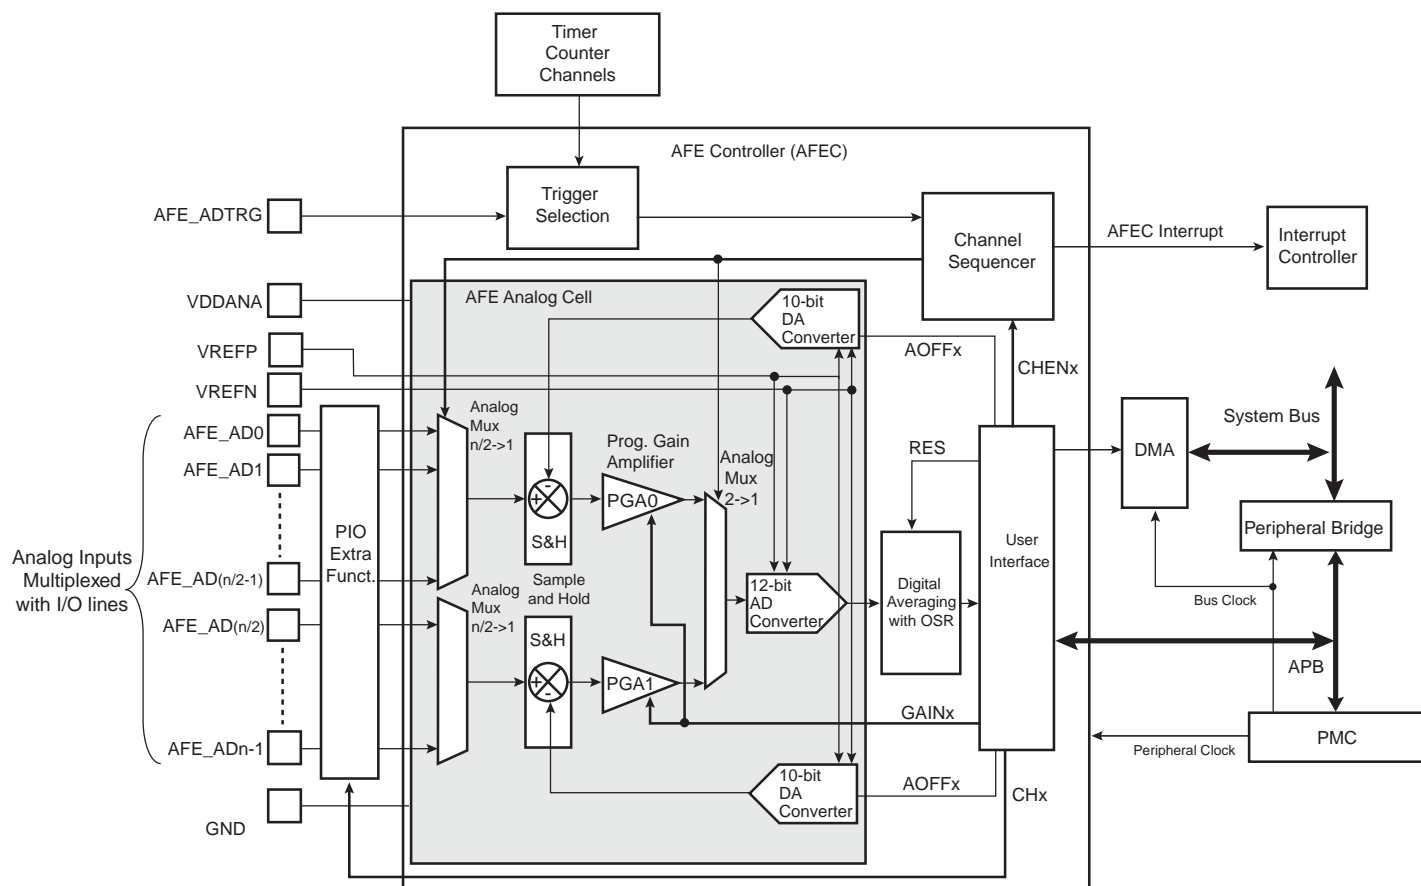 Timer
Counter
Channels
AFE Controller (AFEC)
Trigger
Selection
AFE_ADTRG
Channel
Sequencer
AFEC Interrupt
Interrupt
Controller
VDDANA
AFE Analog Cell
10-bit
DA
Converter
VREFP
AOFFx
CHENx
VREFN
AFE_AD0
AFE_AD1
Analog
Mux
n/2->1
Prog. Gain
Amplifier
Analog
Mux
2->1
RES
System Bus
DMA
+
-
PGA0
S&H
PIO
Extra
Funct.
User
Interface
Peripheral Bridge
Analog Inputs
Multiplexed
with I/O lines
AFE_AD(n/2-1)
AFE_AD(n/2)
Analog
Mux
n/2->1
Sample
and Hold
12-bit
AD
Converter
Digital
Averaging
with OSR
Bus Clock
S&H
+
-
PGA1
APB
GAINx
AFE_ADn-1
Peripheral Clock
PMC
10-bit
DA
Converter
AOFFx
CHx
GND